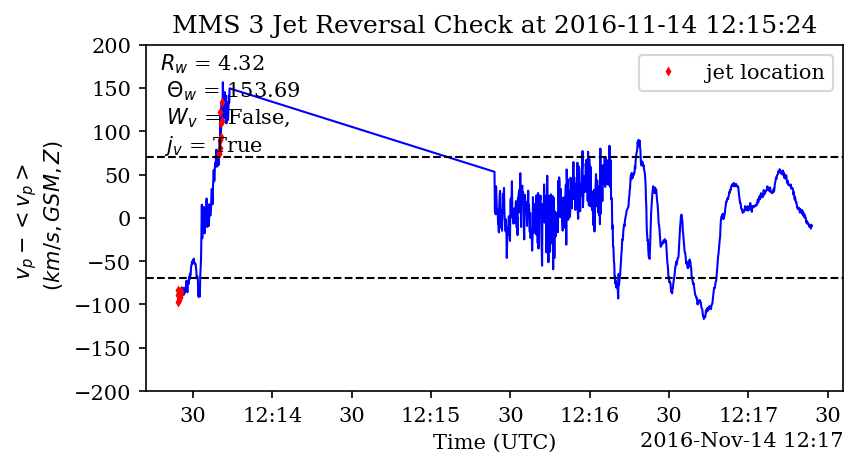 MMS 3 Jet Reversal Check at 2016-11-14 12:15:24
R_w = 4.32
Θ_w = 153.69
W_v = False,
j_v = True
jet location
200
150
100
50
0
−50
−100
−150
−200
v_p − <v_p>
(km/s, GSM, Z)
30 12:14 30 12:15 30 12:16 30 12:17 30
Time (UTC)
2016-Nov-14 12:17